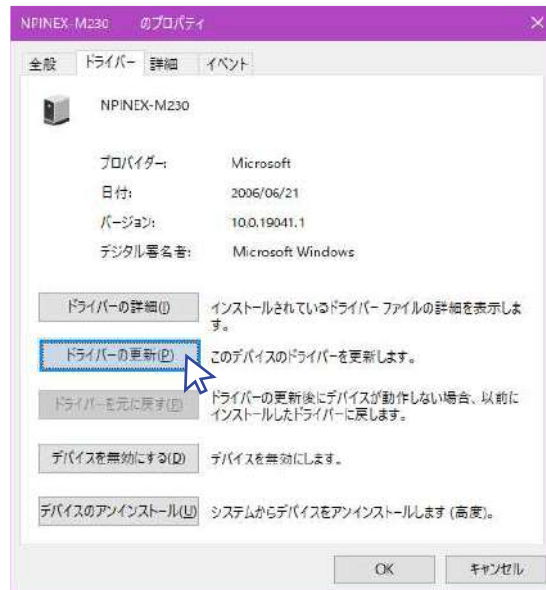 NPINEX-M230 のプロパティ
全般 ドライバー 詳細 イベント
NPINEX-M230
プロバイダー: Microsoft
日付: 2006/06/21
バージョン: 10.0.19041.1
デジタル署名者: Microsoft Windows
ドライバーの詳細(I) インストールされているドライバー ファイルの詳細を表示しま
す。
ドライバーの更新(P) このデバイスのドライバーを更新します。
ドライバーを元に戻す(R) ドライバーの更新後にデバイスが動作しない場合、以前に
インストールしたドライバーに戻します。
デバイスを無効にする(D) デバイスを無効にします。
デバイスのアンインストール(U) システムからデバイスをアンインストールします (高度)。
OK キャンセル